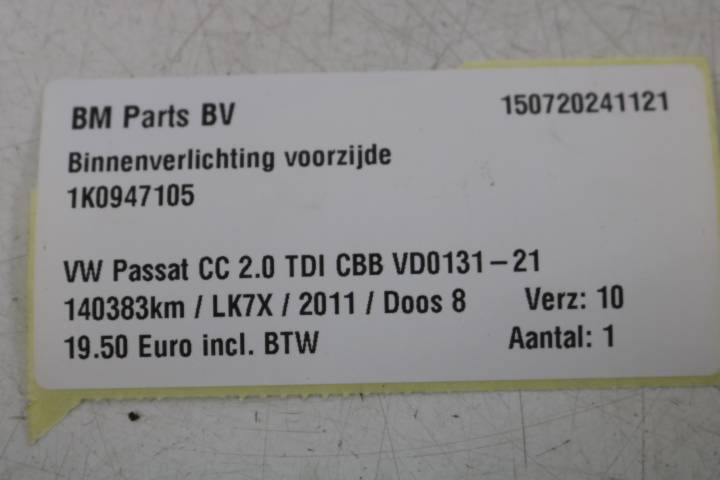 BM Parts BV 150720241121
Binnenverlichting voorzijde
1K0947105
VW Passat CC 2.0 TDI CBB VD0131-21
140383km / LK7X / 2011 / Doos 8 Verz: 10
19.50 Euro incl. BTW Aantal: 1